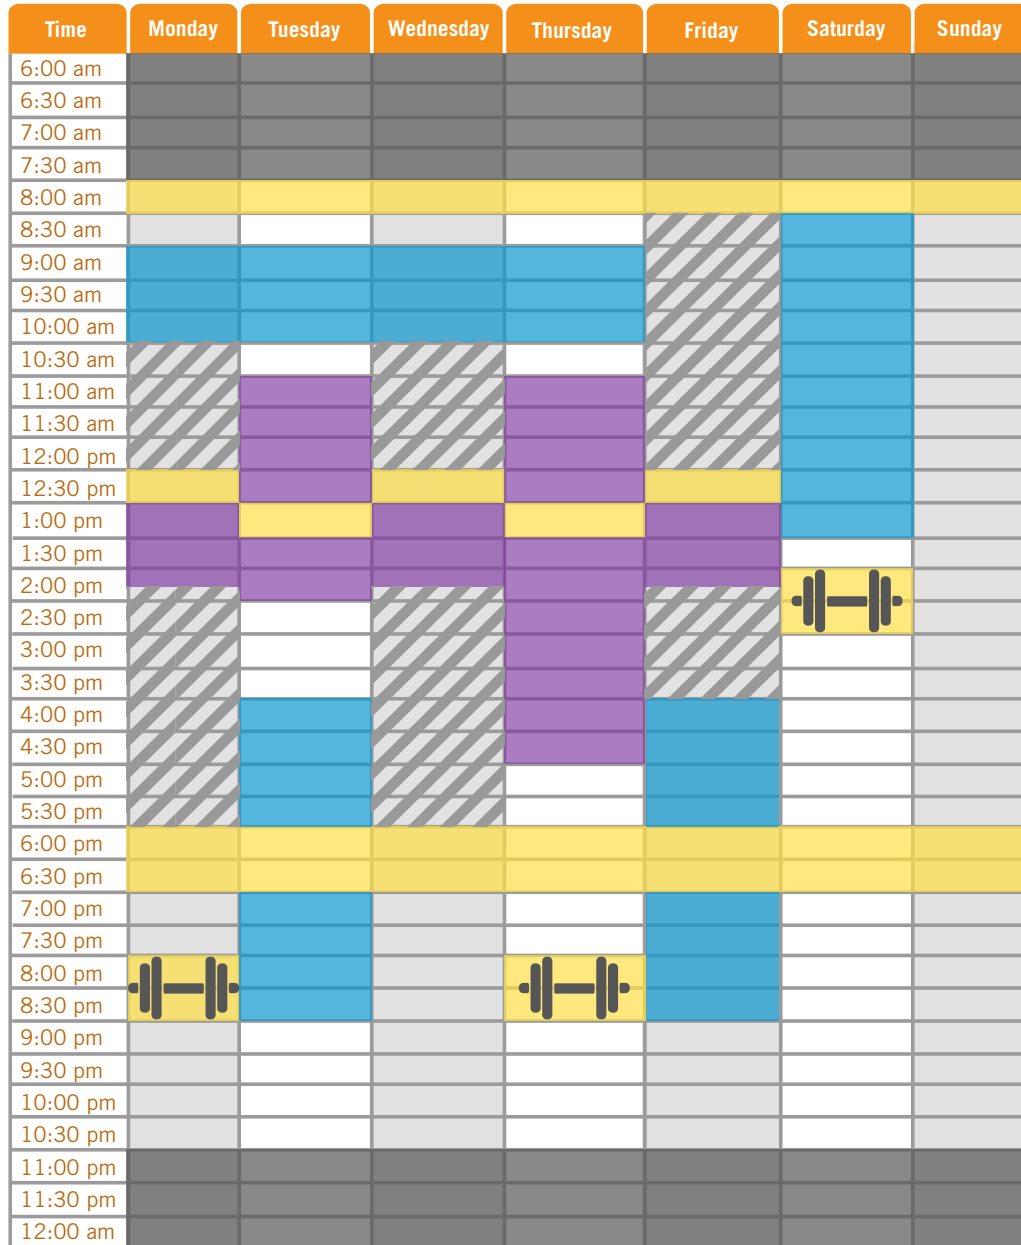 Time Monday Tuesday Wednesday Thursday Friday Saturday Sunday
6:00 am
6:30 am
7:00 am
7:30 am
8:00 am
8:30 am
9:00 am
9:30 am
10:00 am
10:30 am
11:00 am
11:30 am
12:00 pm
12:30 pm
1:00 pm
1:30 pm
2:00 pm
2:30 pm
3:00 pm
3:30 pm
4:00 pm
4:30 pm
5:00 pm
5:30 pm
6:00 pm
6:30 pm
7:00 pm
7:30 pm
8:00 pm
8:30 pm
9:00 pm
9:30 pm
10:00 pm
10:30 pm
11:00 pm
11:30 pm
12:00 am